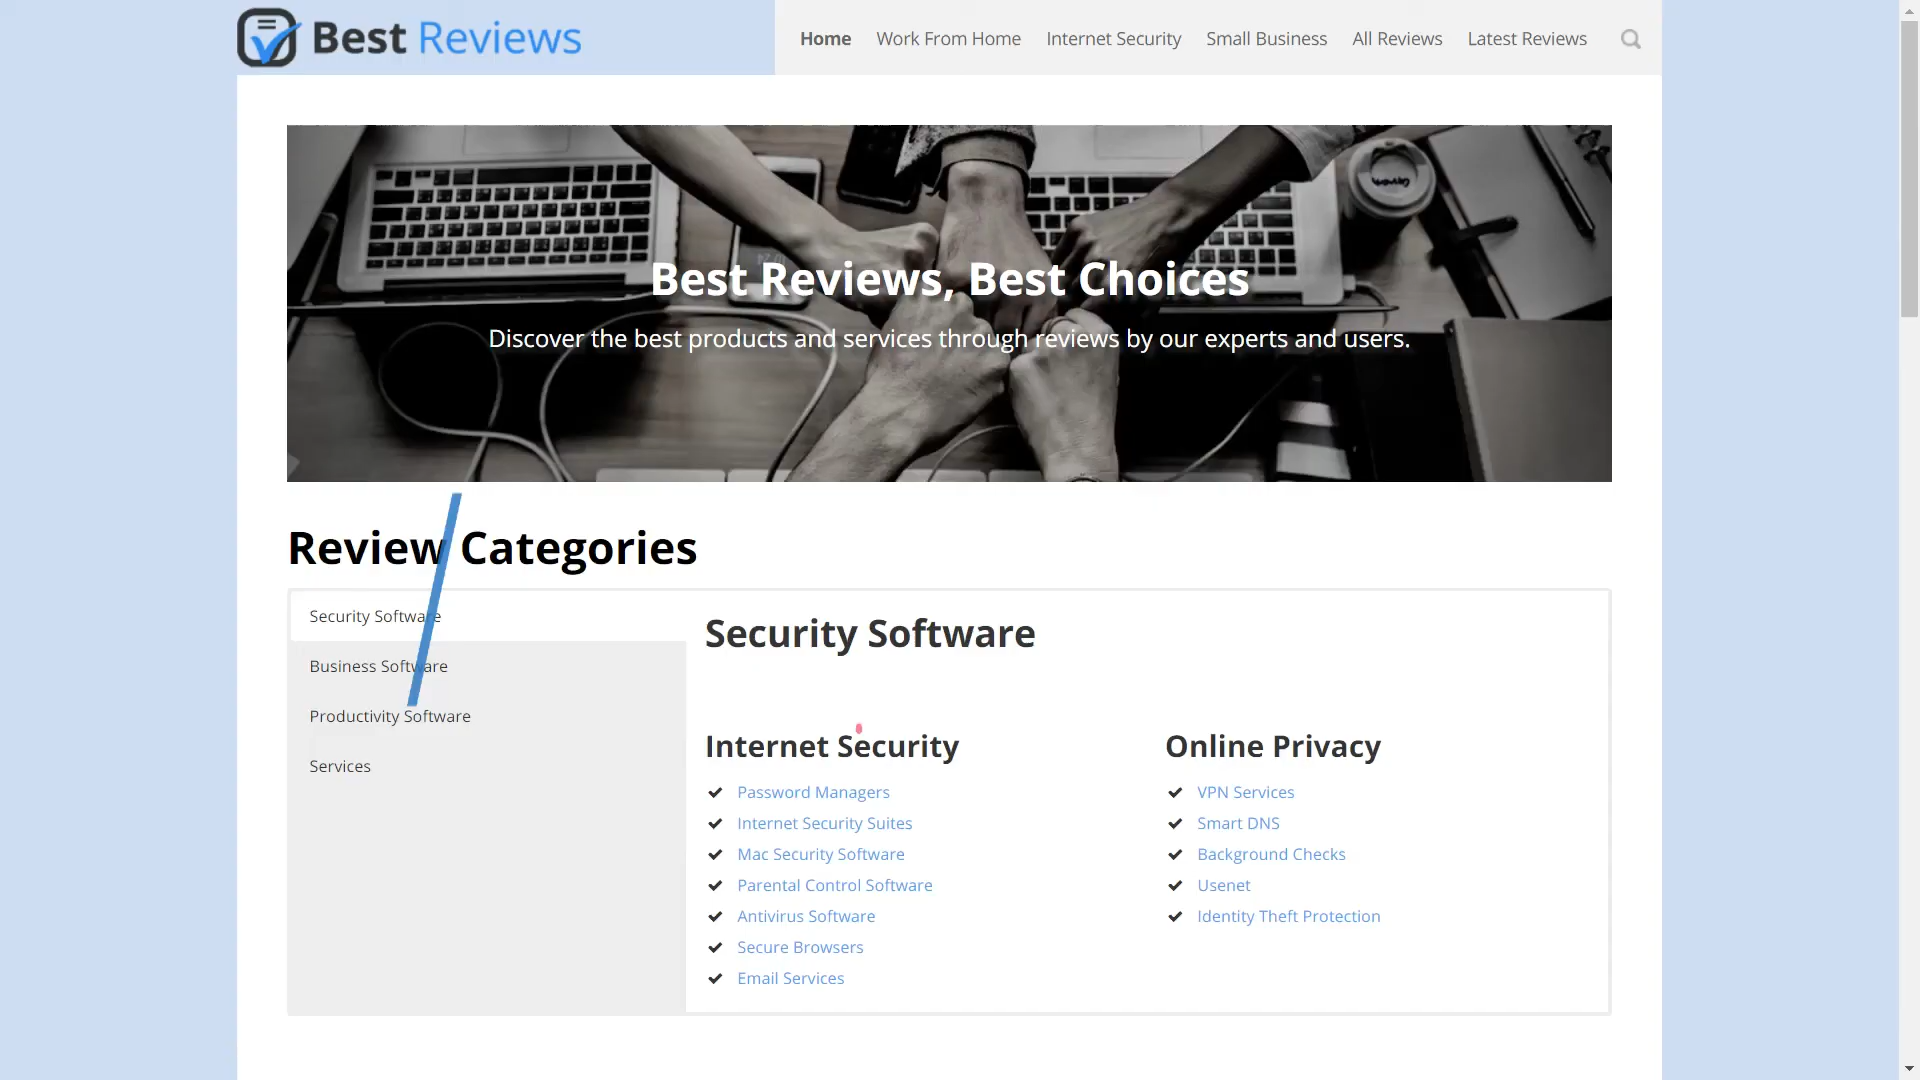 Best Reviews
Home Work From Home Internet Security Small Business All Reviews Latest Reviews
Best Reviews, Best Choices
Discover the best products and services through reviews by our experts and users.
Review Categories
Security Software
Business Software
Productivity Software
Services
Security Software
Internet Security
Password Managers
Internet Security Suites
Mac Security Software
Parental Control Software
Antivirus Software
Secure Browsers
Email Services
Online Privacy
VPN Services
Smart DNS
Background Checks
Usenet
Identity Theft Protection